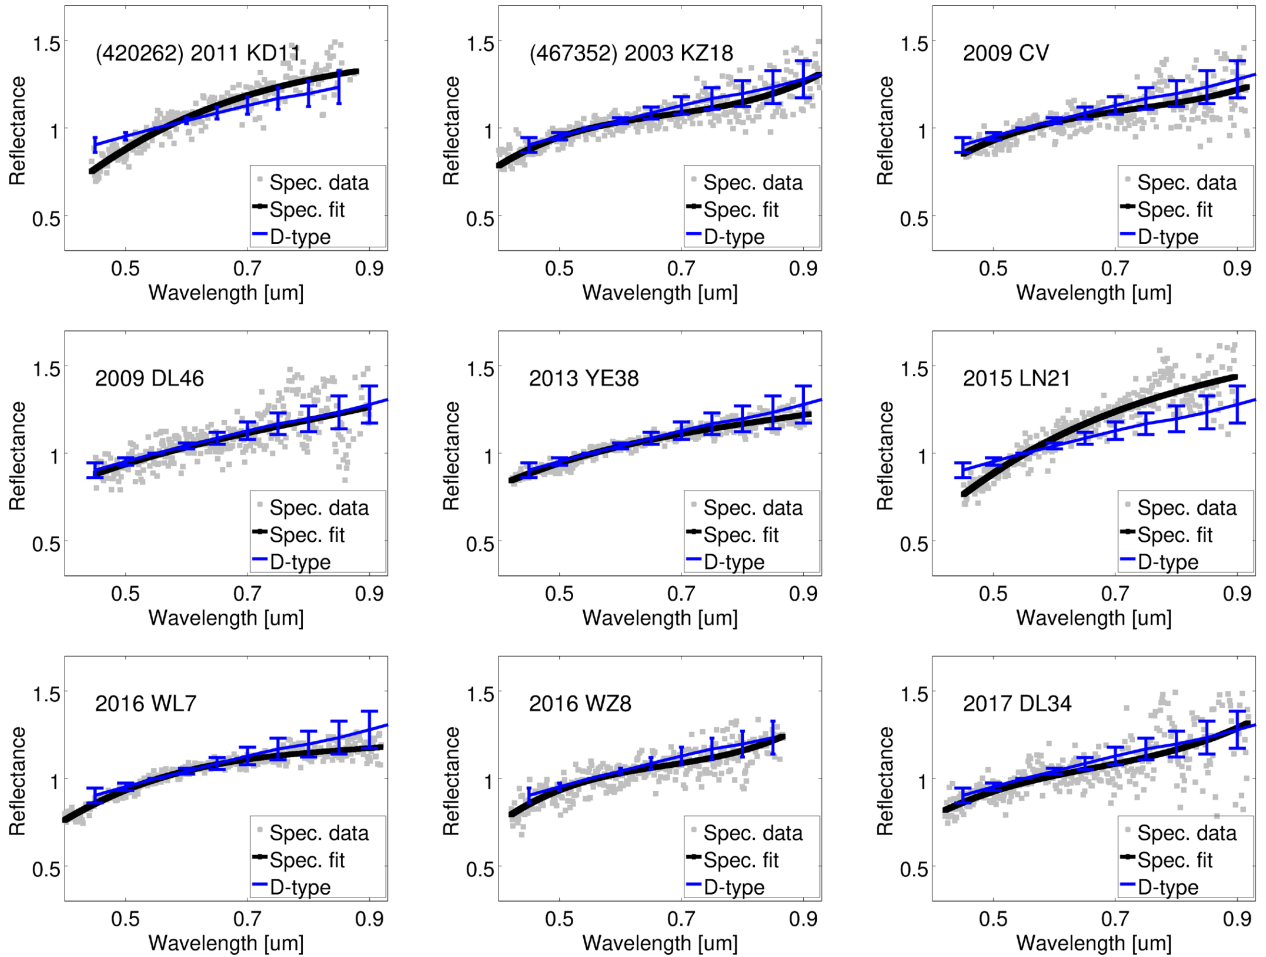 (420262) 2011 KD11
1.5
1
0.5
Reflectance
Spec. data
Spec. fit
D-type
0.5
0.7
0.9
Wavelength [um]
(467352) 2003 KZ18
1.5
1
0.5
Reflectance
Spec. data
Spec. fit
D-type
0.5
0.7
0.9
Wavelength [um]
2009 CV
1.5
1
0.5
Reflectance
Spec. data
Spec. fit
D-type
0.5
0.7
0.9
Wavelength [um]
2009 DL46
1.5
1
0.5
Reflectance
Spec. data
Spec. fit
D-type
0.5
0.7
0.9
Wavelength [um]
2013 YE38
1.5
1
0.5
Reflectance
Spec. data
Spec. fit
D-type
0.5
0.7
0.9
Wavelength [um]
2015 LN21
1.5
1
0.5
Reflectance
Spec. data
Spec. fit
D-type
0.5
0.7
0.9
Wavelength [um]
2016 WL7
1.5
1
0.5
Reflectance
Spec. data
Spec. fit
D-type
0.5
0.7
0.9
Wavelength [um]
2016 WZ8
1.5
1
0.5
Reflectance
Spec. data
Spec. fit
D-type
0.5
0.7
0.9
Wavelength [um]
2017 DL34
1.5
1
0.5
Reflectance
Spec. data
Spec. fit
D-type
0.5
0.7
0.9
Wavelength [um]